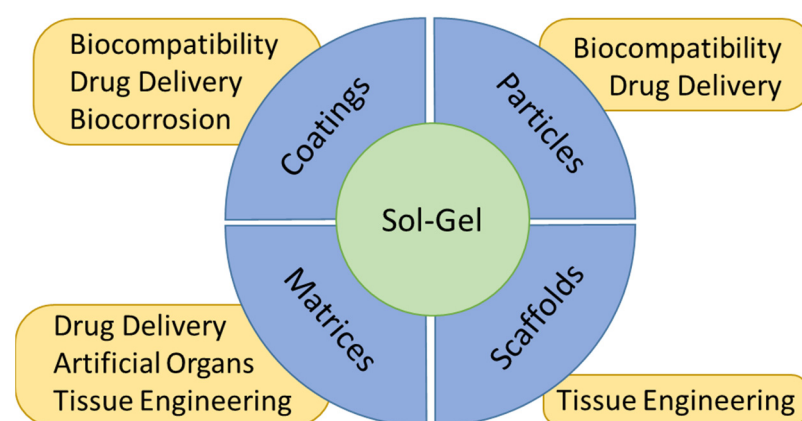 Biocompatibility
Drug Delivery
Biocorrosion
Coatings
Particles
Biocompatibility
Drug Delivery
Sol-Gel
Matrices
Scaffolds
Drug Delivery
Artificial Organs
Tissue Engineering
Tissue Engineering